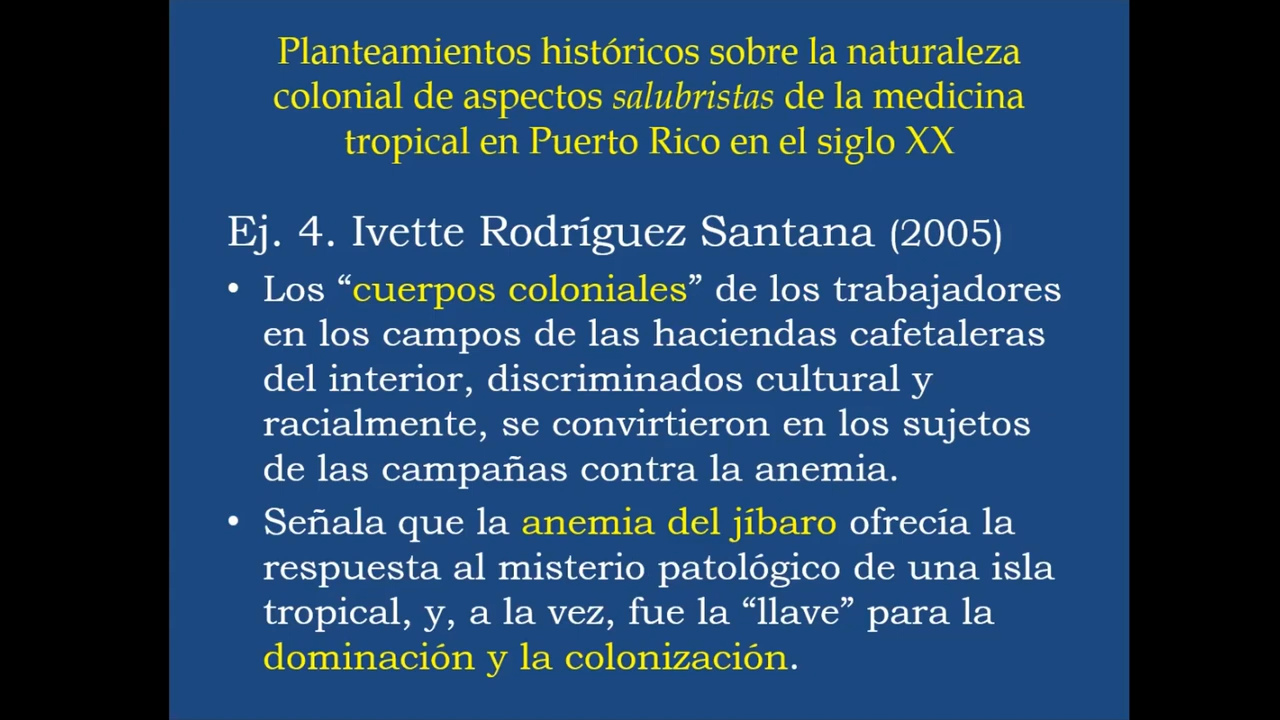 Planteamientos históricos sobre la naturaleza
colonial de aspectos salubristas de la medicina
tropical en Puerto Rico en el siglo XX
Ej. 4. Ivette Rodríguez Santana (2005)
• Los “cuerpos coloniales” de los trabajadores
en los campos de las haciendas cafetaleras
del interior, discriminados cultural y
racialmente, se convirtieron en los sujetos
de las campañas contra la anemia.
• Señala que la anemia del jíbaro ofrecía la
respuesta al misterio patológico de una isla
tropical, y, a la vez, fue la “llave” para la
dominación y la colonización.